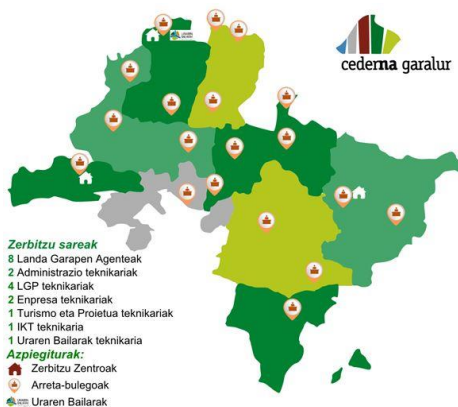 cederna garalur
Zerbitzu sareak
8 Landa Garapen Agenteak
2 Administrazio teknikariak
4 LGP teknikariak
2 Enpresa teknikariak
1 Turismo eta Proietua teknikariak
1 IKT teknikaria
1 Uraren Bailarak teknikaria
Azpiegiturak:
Zerbitzu Zentroak
Arreta-bulegoak
Uraren Bailarak